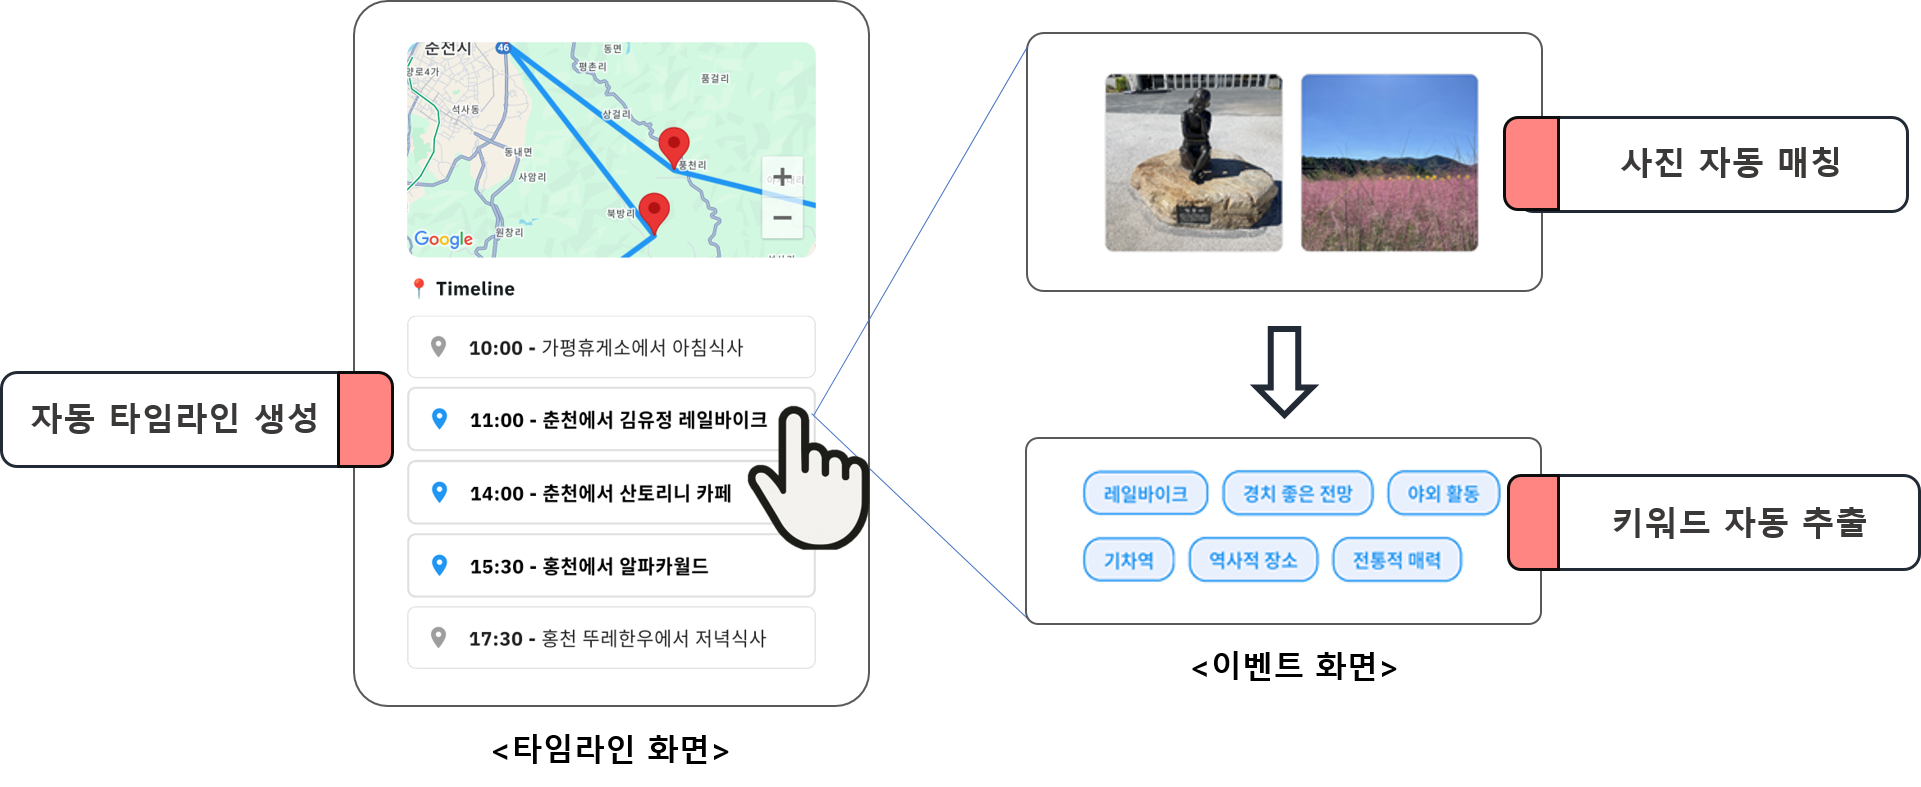 순천시
46
동면
평촌리
품걸리
양로4가
석사동
상걸리
동내면
풍천리
사암리
북방리
원창리
Google
+
−
📍 Timeline
10:00 - 가평휴게소에서 아침식사
11:00 - 춘천에서 김유정 레일바이크
14:00 - 춘천에서 산토리니 카페
15:30 - 홍천에서 알파카월드
17:30 - 홍천 뚜레한우에서 저녁식사
<타임라인 화면>
자동 타임라인 생성
사진 자동 매칭
레일바이크
경치 좋은 전망
야외 활동
기차역
역사적 장소
전통적 매력
키워드 자동 추출
<이벤트 화면>